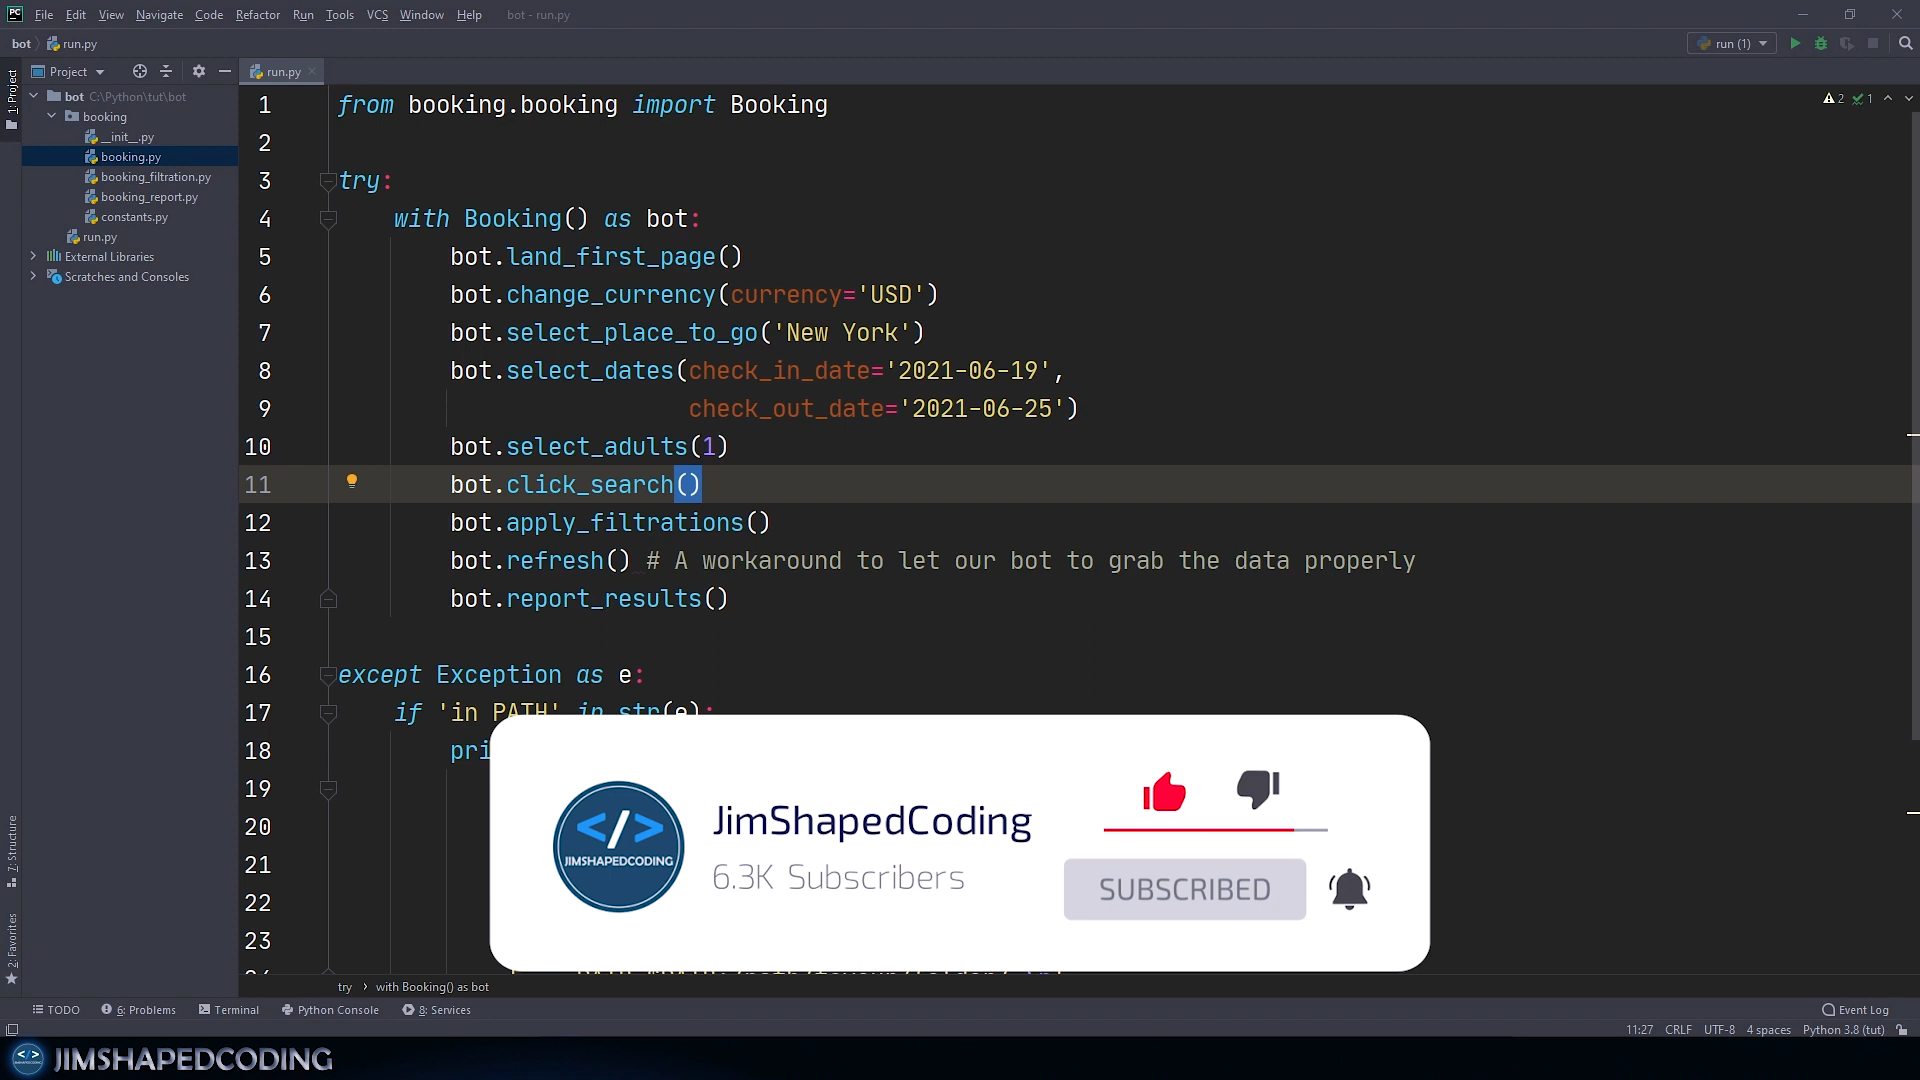 File Edit View Navigate Code Refactor Run Tools VCS Window Help bot - run.py
bot run.py run (1)
Project run.py
1: Project
bot C:\Python\tut\bot
booking
__init__.py
booking.py
booking_filtration.py
booking_report.py
constants.py
run.py
External Libraries
Scratches and Consoles
2 1
1 from booking.booking import Booking
2
3 try:
4 with Booking() as bot:
5 bot.land_first_page()
6 bot.change_currency(currency='USD')
7 bot.select_place_to_go('New York')
8 bot.select_dates(check_in_date='2021-06-19',
9 check_out_date='2021-06-25')
10 bot.select_adults(1)
11 bot.click_search()
12 bot.apply_filtrations()
13 bot.refresh() # A workaround to let our bot to grab the data properly
14 bot.report_results()
15
16 except Exception as e:
17 if 'in PATH' in str(e):
18 pri
19
20
21
22
23
JimShapedCoding
6.3K Subscribers
SUBSCRIBED
</>
JIMSHAPEDCODING
7: Structure
2: Favorites
try with Booking() as bot
TODO 6: Problems Terminal Python Console 8: Services Event Log
11:27 CRLF UTF-8 4 spaces Python 3.8 (tut)
JIMSHAPEDCODING